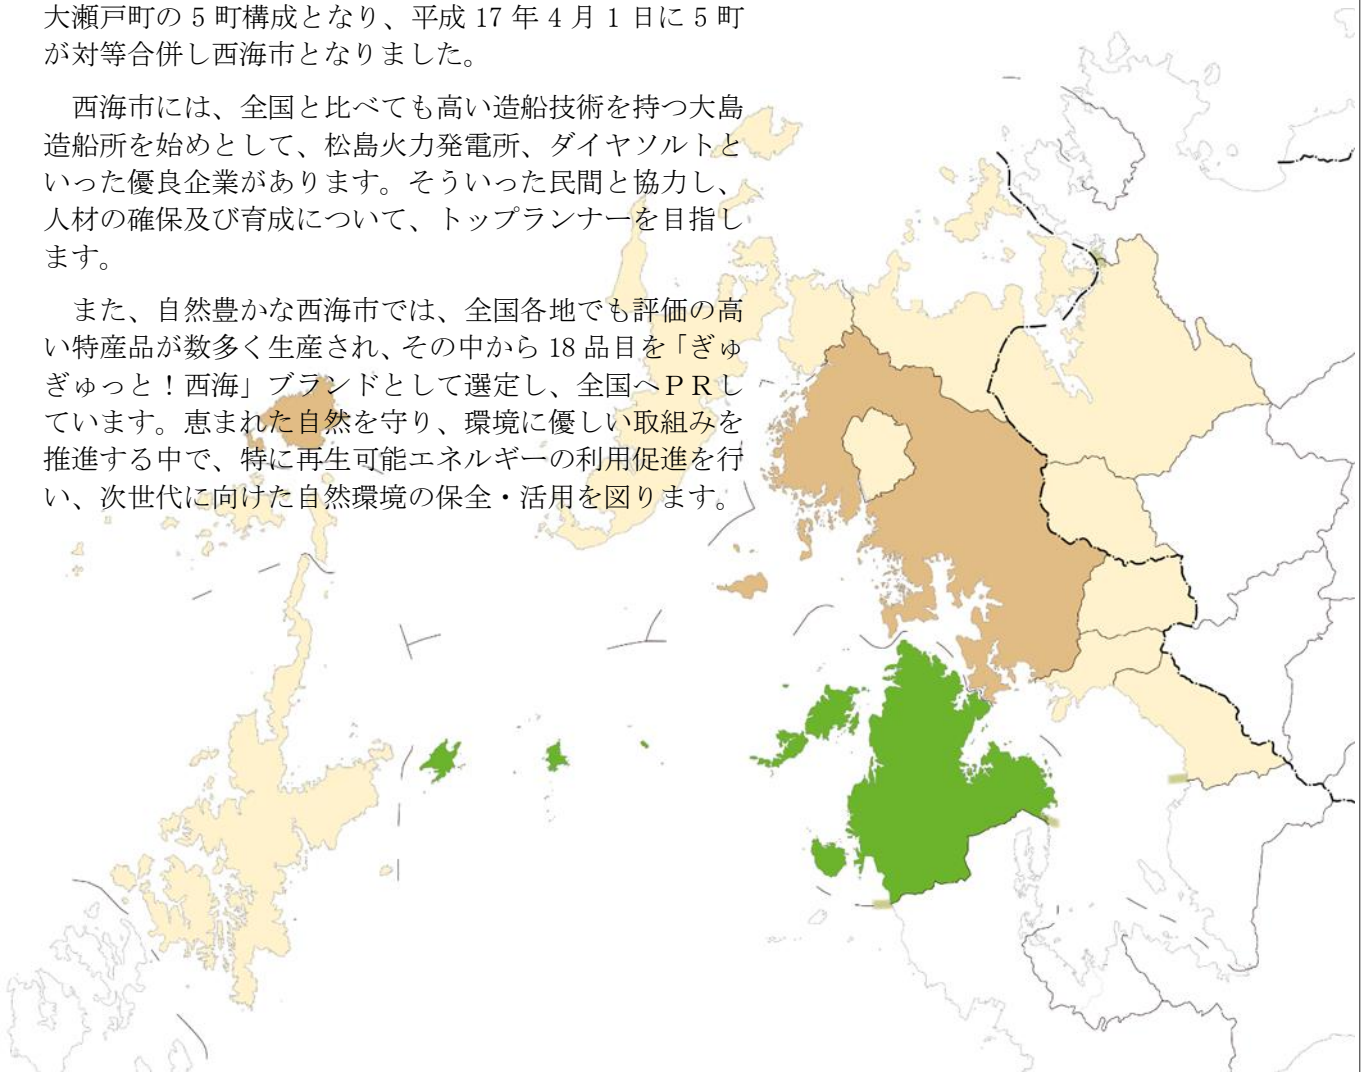 大瀬戸町の 5 町構成となり、平成 17 年 4 月 1 日に 5 町
が対等合併し西海市となりました。
　西海市には、全国と比べても高い造船技術を持つ大島
造船所を始めとして、松島火力発電所、ダイヤソルトと
いった優良企業があります。そういった民間と協力し、
人材の確保及び育成について、トップランナーを目指し
ます。
　また、自然豊かな西海市では、全国各地でも評価の高
い特産品が数多く生産され、その中から 18 品目を「ぎゅ
ぎゅっと！西海」ブランドとして選定し、全国へＰＲし
ています。恵まれた自然を守り、環境に優しい取組みを
推進する中で、特に再生可能エネルギーの利用促進を行
い、次世代に向けた自然環境の保全・活用を図ります。